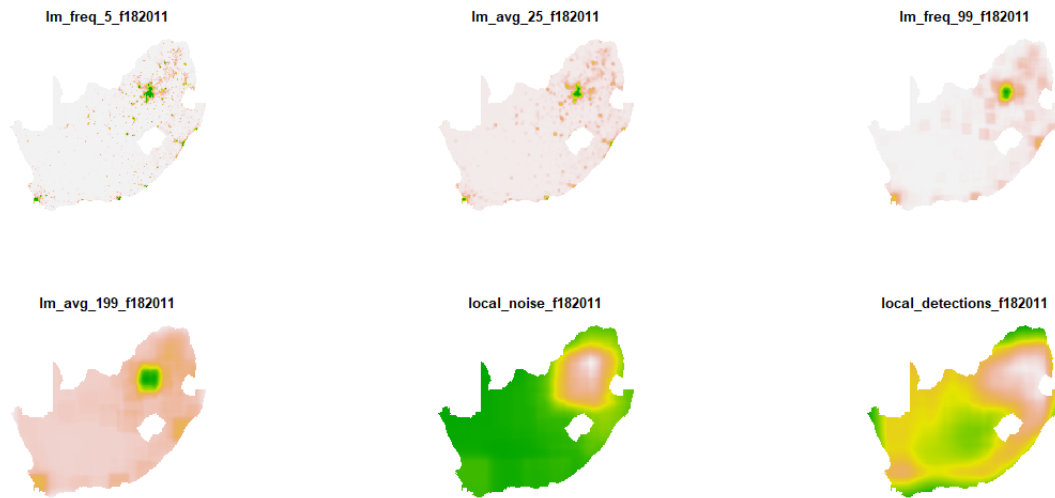 lm_freq_5_f182011
lm_avg_25_f182011
lm_freq_99_f182011
lm_avg_199_f182011
local_noise_f182011
local_detections_f182011